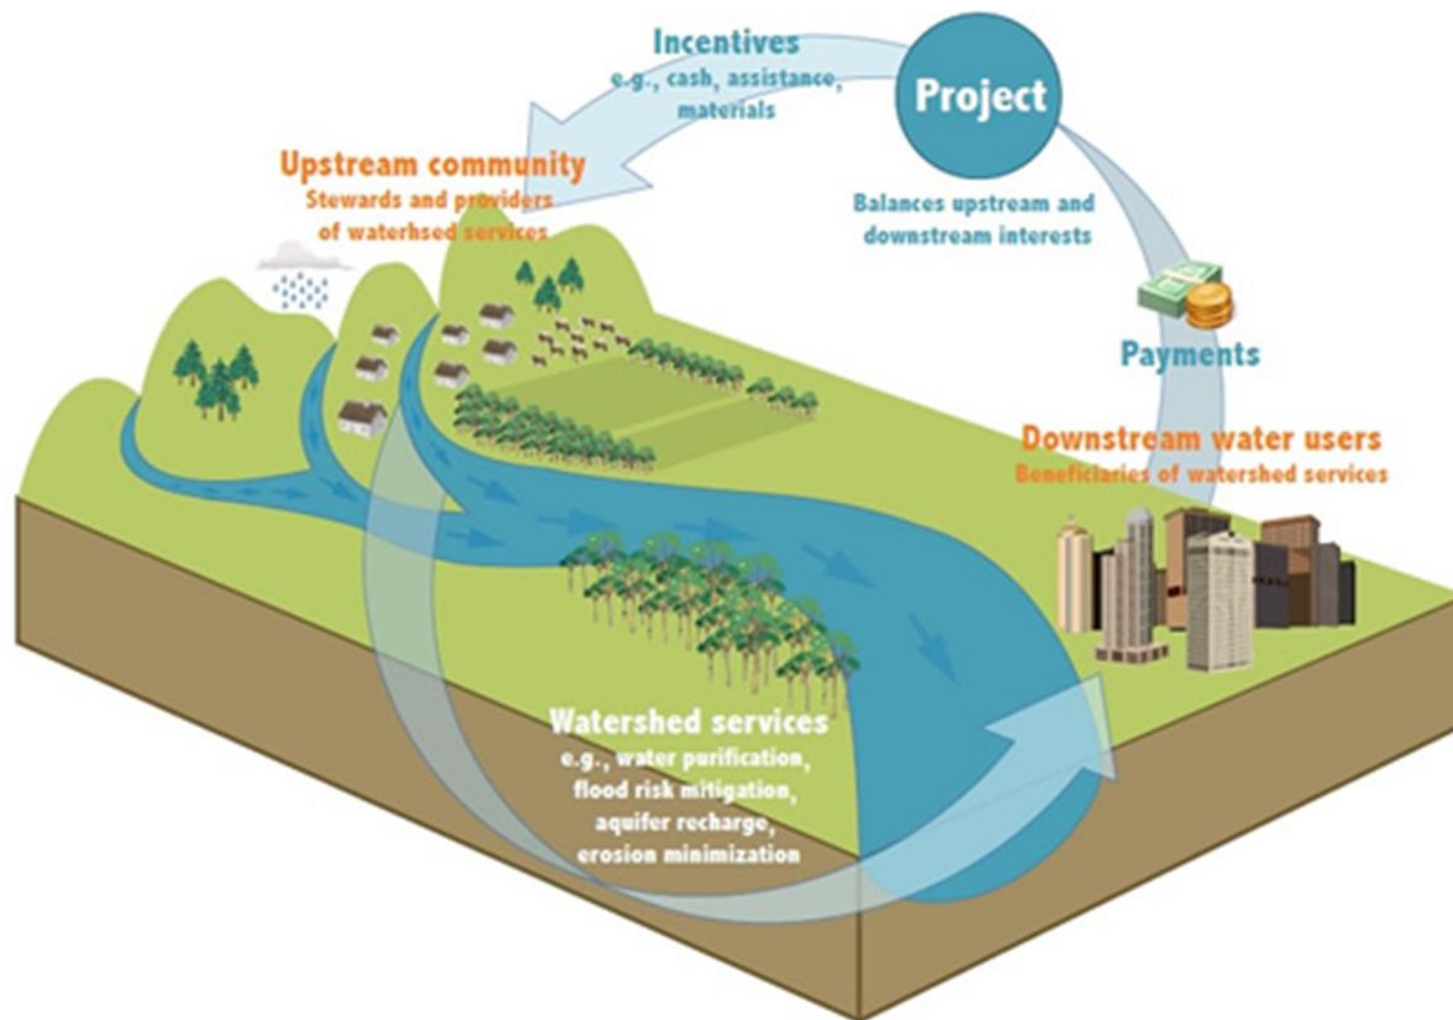 Incentives
e.g., cash, assistance,
materials
Project
Balances upstream and
downstream interests
Upstream community
Stewards and providers
of waterhsed services
Payments
Downstream water users
Beneficiaries of watershed services
Watershed services
e.g., water purification,
flood risk mitigation,
aquifer recharge,
erosion minimization